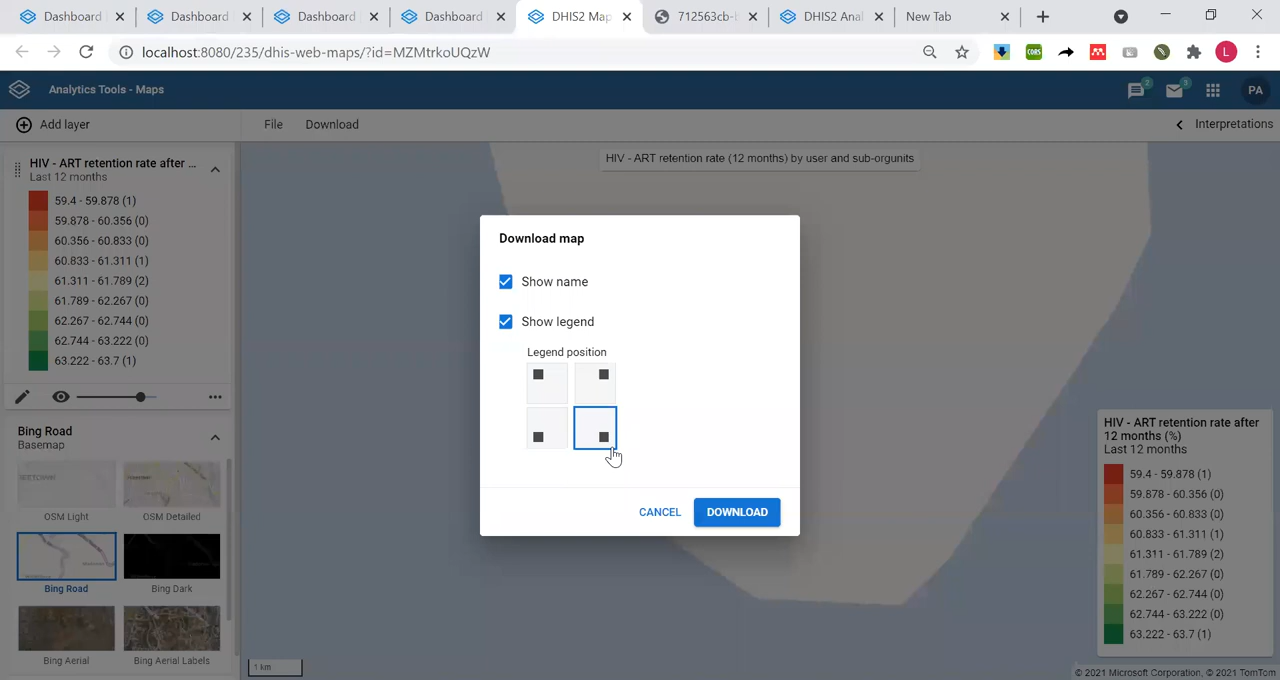 Dashboard
Dashboard
Dashboard
Dashboard
DHIS2 Map
712563cb-
DHIS2 Anal
New Tab
localhost:8080/235/dhis-web-maps/?id=MZMtrkoUQzW
CORS
L
Analytics Tools - Maps
2
3
PA
Add layer
File
Download
Interpretations
HIV - ART retention rate after ...
Last 12 months
59.4 - 59.878 (1)
59.878 - 60.356 (0)
60.356 - 60.833 (0)
60.833 - 61.311 (1)
61.311 - 61.789 (2)
61.789 - 62.267 (0)
62.267 - 62.744 (0)
62.744 - 63.222 (0)
63.222 - 63.7 (1)
Bing Road
Basemap
OSM Light
OSM Detailed
Bing Road
Bing Dark
Bing Aerial
Bing Aerial Labels
HIV - ART retention rate (12 months) by user and sub-orgunits
Download map
Show name
Show legend
Legend position
CANCEL
DOWNLOAD
HIV - ART retention rate after
12 months (%)
Last 12 months
59.4 - 59.878 (1)
59.878 - 60.356 (0)
60.356 - 60.833 (0)
60.833 - 61.311 (1)
61.311 - 61.789 (2)
61.789 - 62.267 (0)
62.267 - 62.744 (0)
62.744 - 63.222 (0)
63.222 - 63.7 (1)
1 km
© 2021 Microsoft Corporation, © 2021 TomTom